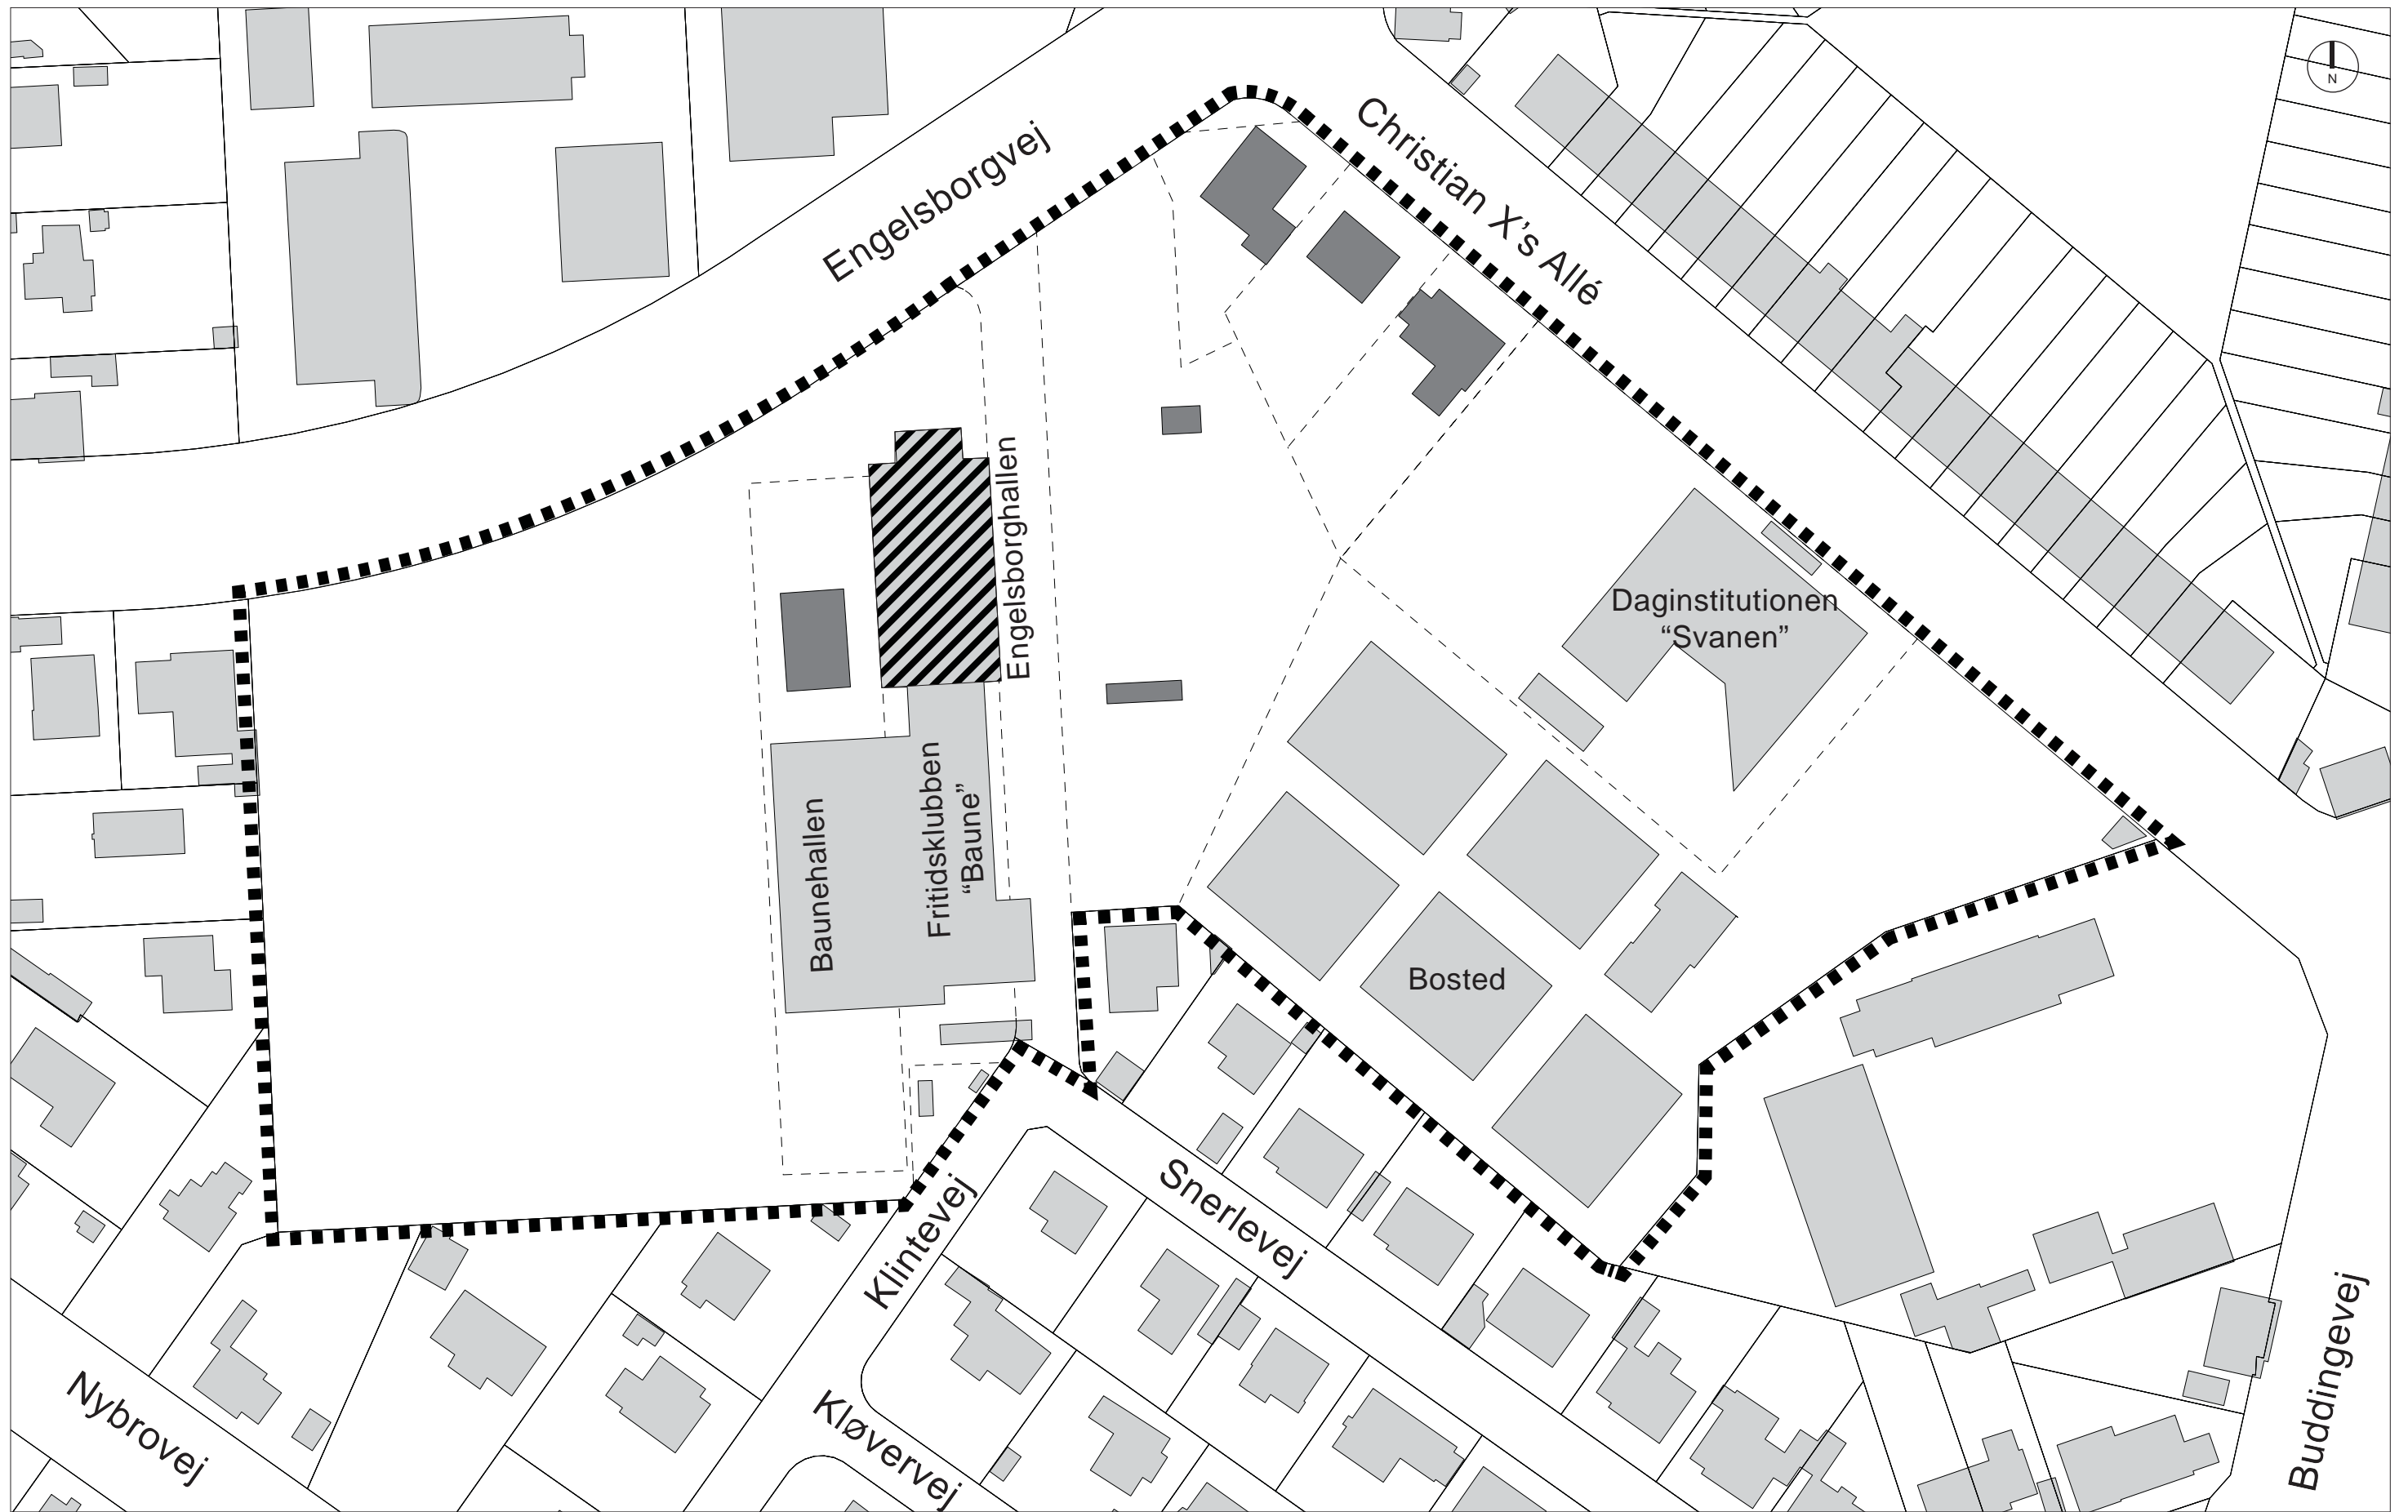 N
Christian X’s Allé
Engelsborgvej
Engelsborghallen
Daginstitutionen
“Svanen”
Baunehallen
Fritidsklubben
“Baune”
Bosted
Snerlevej
Klintevej
Kløvervej
Nybrovej
Buddingevej